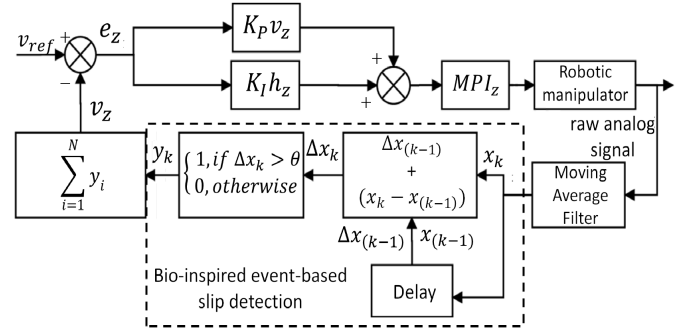 v_ref
+
−
e_z
K_P v_z
K_I h_z
+
+
MPI_z
Robotic
manipulator
raw analog
signal
Moving
Average
Filter
x_k
Δx_(k−1)
+
(x_k − x_(k−1))
Δx_k
{1, if Δx_k > θ
0, otherwise
y_k
v_z
N
∑ y_i
i=1
Δx_(k−1) x_(k−1)
Delay
Bio-inspired event-based
slip detection